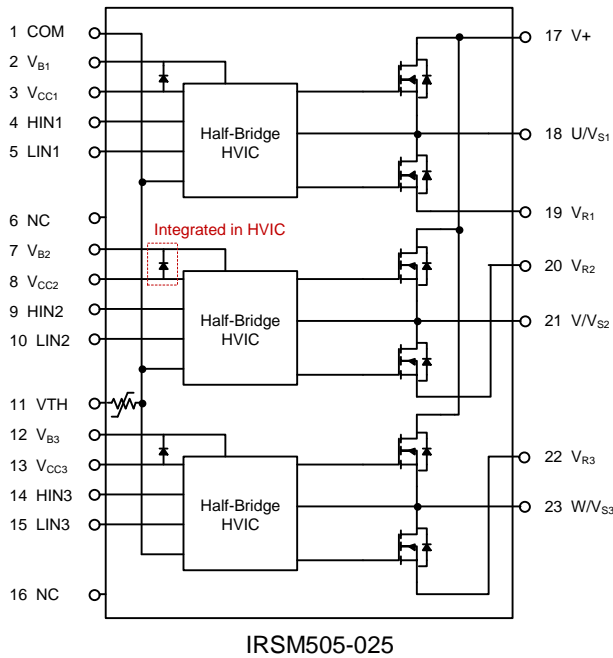 1 COM
2 VB1
3 VCC1
4 HIN1
5 LIN1
6 NC
7 VB2
8 VCC2
9 HIN2
10 LIN2
11 VTH
12 VB3
13 VCC3
14 HIN3
15 LIN3
16 NC
Half-Bridge
HVIC
Integrated in HVIC
Half-Bridge
HVIC
Half-Bridge
HVIC
17 V+
18 U/VS1
19 VR1
20 VR2
21 V/VS2
22 VR3
23 W/VS3
IRSM505-025